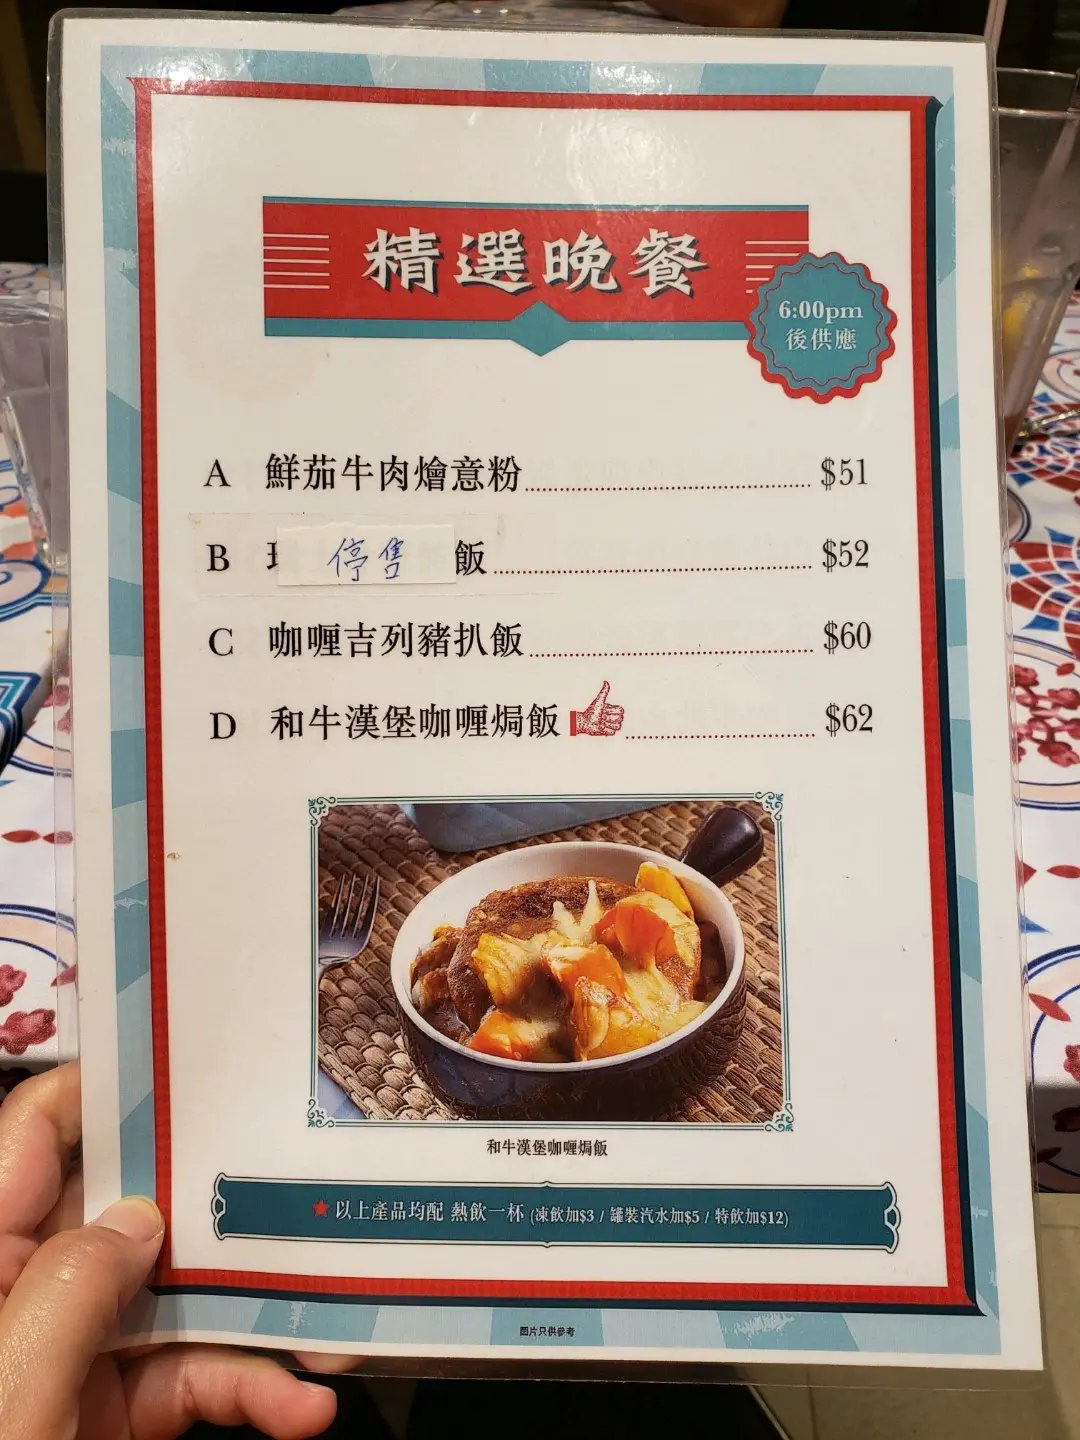 精選晚餐
6:00pm
後供應
A 鮮茄牛肉燴意粉 $51
B 停售 飯 $52
C 咖喱吉列豬扒飯 $60
D 和牛漢堡咖喱焗飯 $62
和牛漢堡咖喱焗飯
★以上產品均配 熱飲一杯 (凍飲加$3 / 罐裝汽水加$5 / 特飲加$12)
图片只供參考